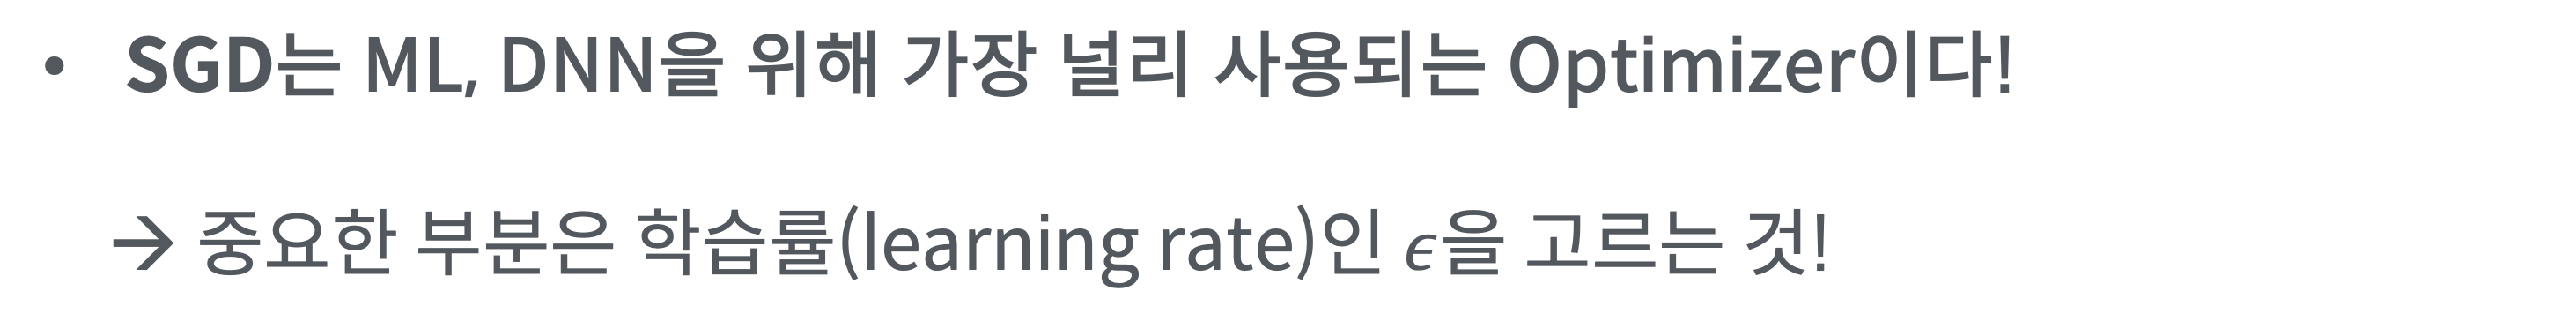 • SGD는 ML, DNN을 위해 가장 널리 사용되는 Optimizer이다!
→ 중요한 부분은 학습률(learning rate)인 ϵ을 고르는 것!